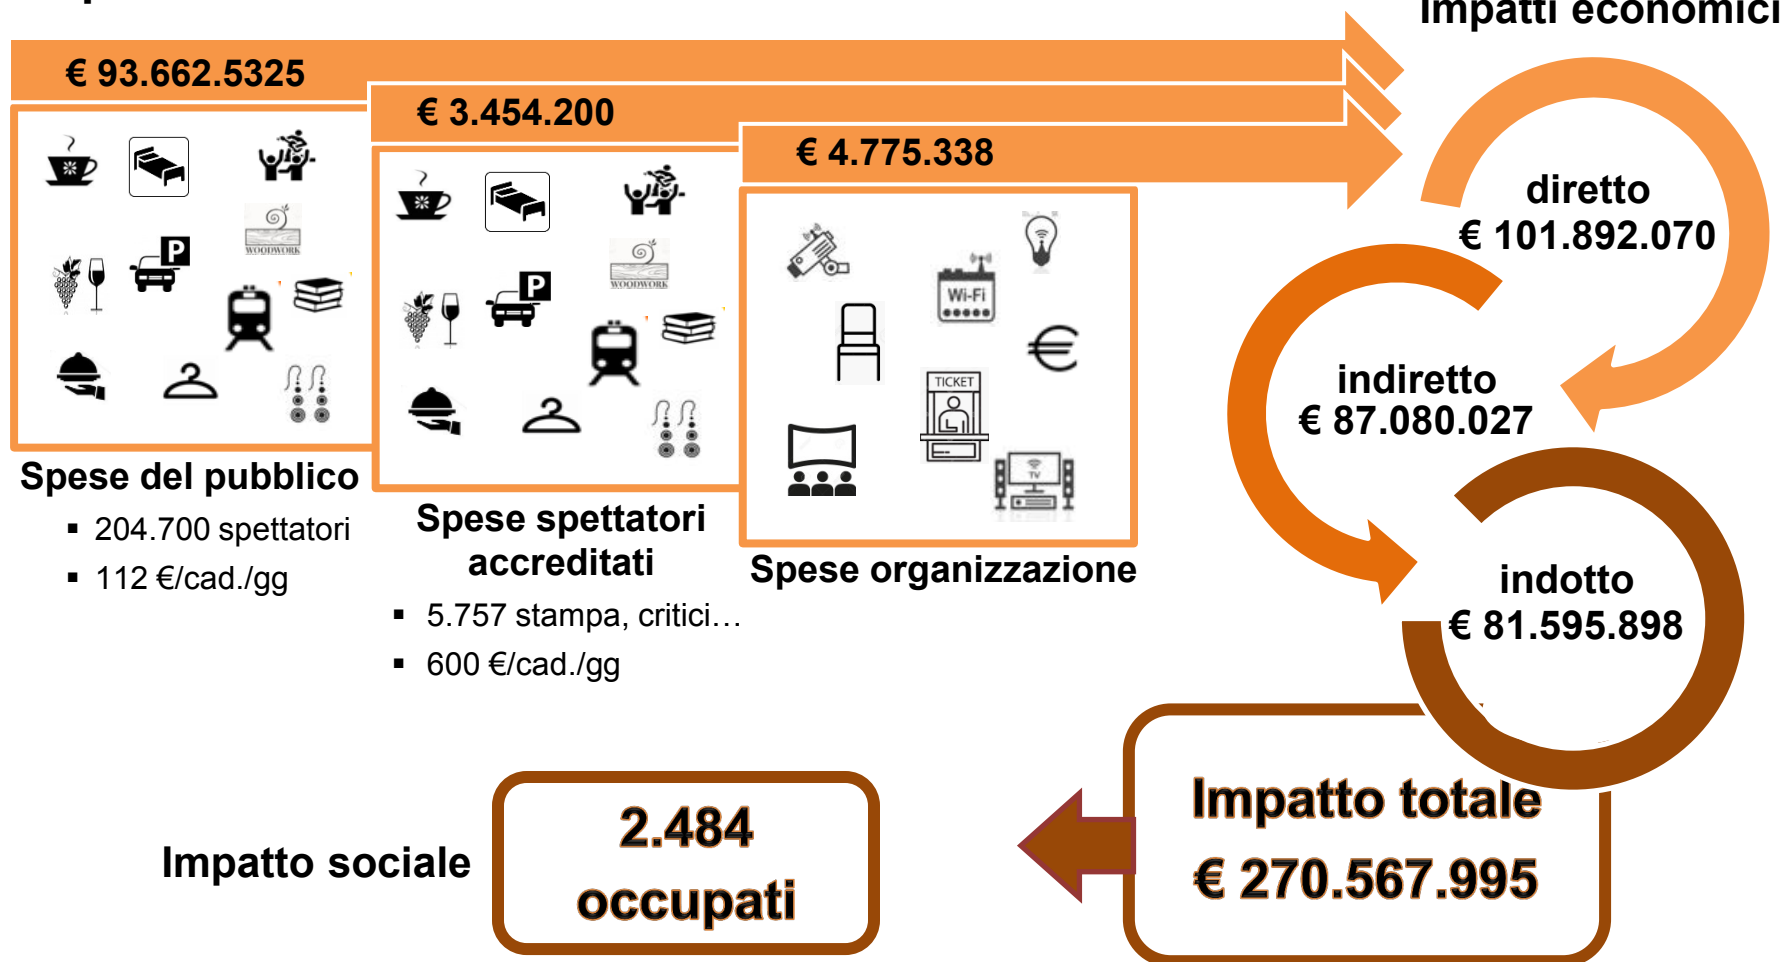 Impatti economici
€ 93.662.5325
€ 3.454.200
€ 4.775.338
WOODWORK
P
WOODWORK
P
Wi-Fi
TICKET
TV
Spese del pubblico
▪ 204.700 spettatori
▪ 112 €/cad./gg
Spese spettatori
accreditati
▪ 5.757 stampa, critici…
▪ 600 €/cad./gg
Spese organizzazione
diretto
€ 101.892.070
indiretto
€ 87.080.027
indotto
€ 81.595.898
Impatto totale
€ 270.567.995
Impatto sociale
2.484
occupati